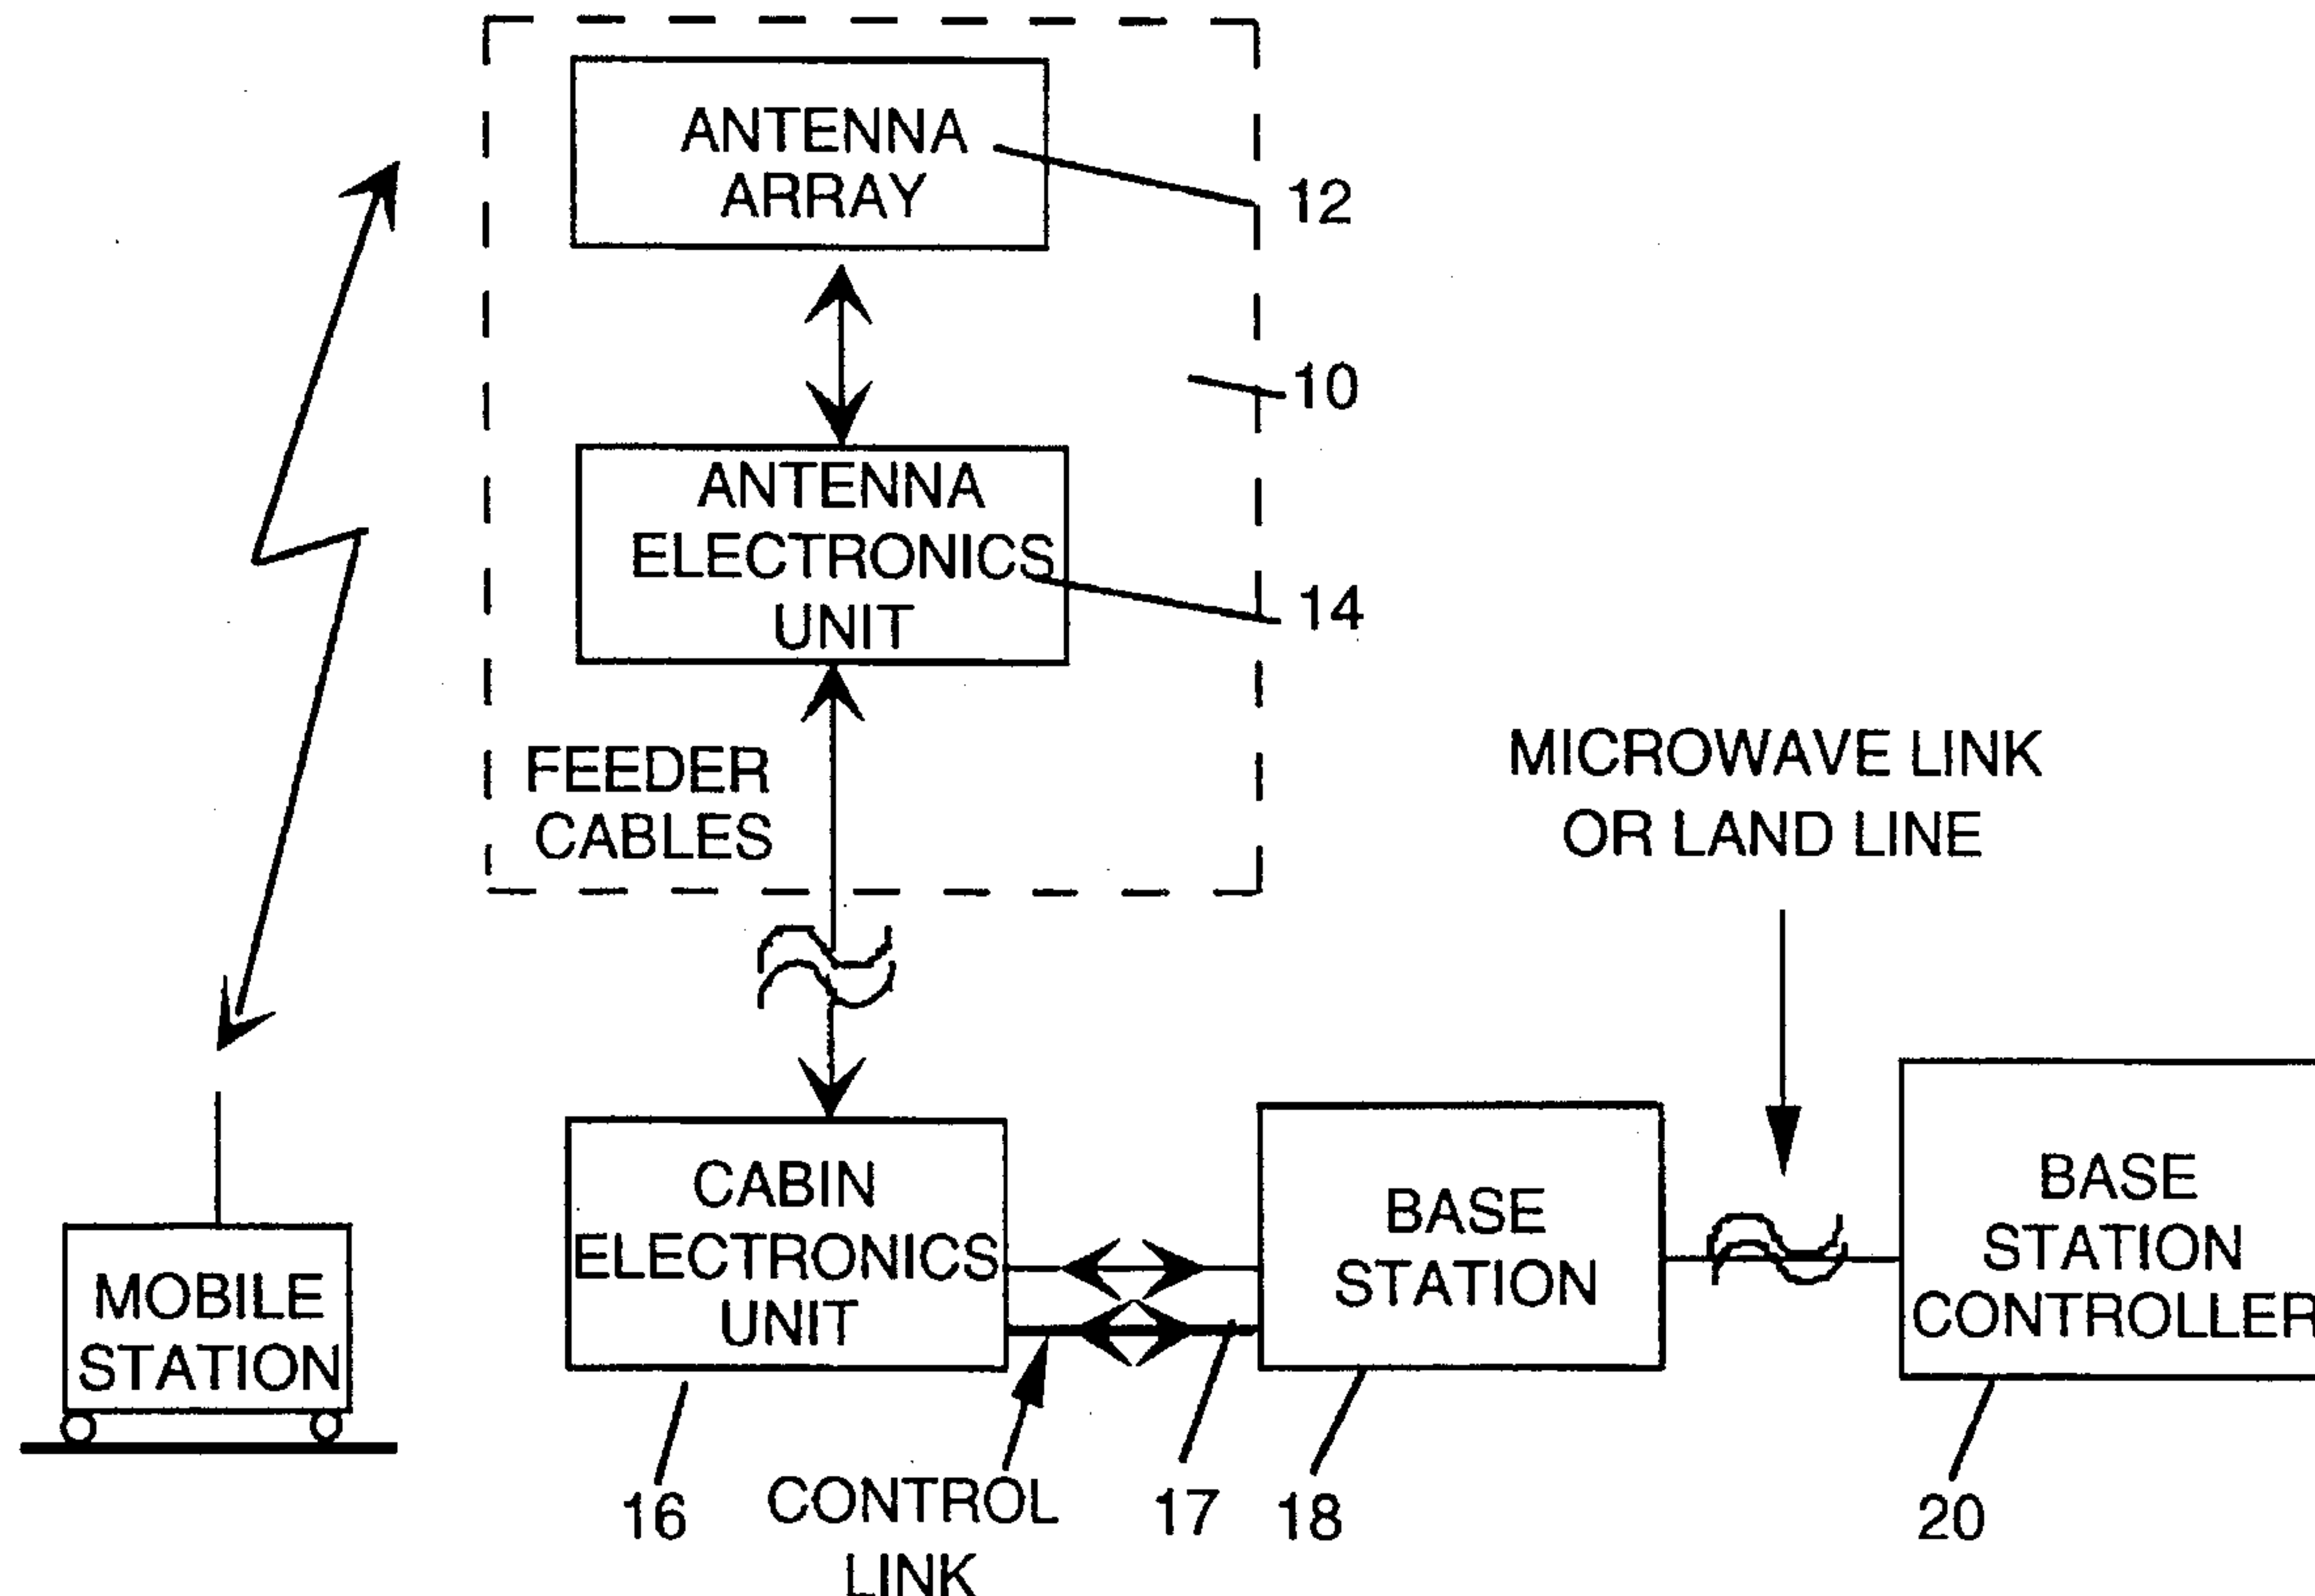 ANTENNA
ARRAY
12
10
ANTENNA
ELECTRONICS
UNIT
14
FEEDER
CABLES
MICROWAVE LINK
OR LAND LINE
CABIN
ELECTRONICS
UNIT
BASE
STATION
BASE
STATION
CONTROLLER
MOBILE
STATION
16
CONTROL
LINK
17
18
20